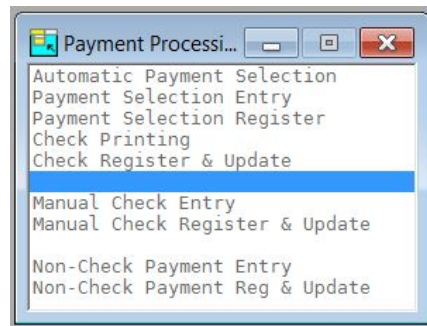 Payment Processi...
Automatic Payment Selection
Payment Selection Entry
Payment Selection Register
Check Printing
Check Register & Update
Manual Check Entry
Manual Check Register & Update
Non-Check Payment Entry
Non-Check Payment Reg & Update